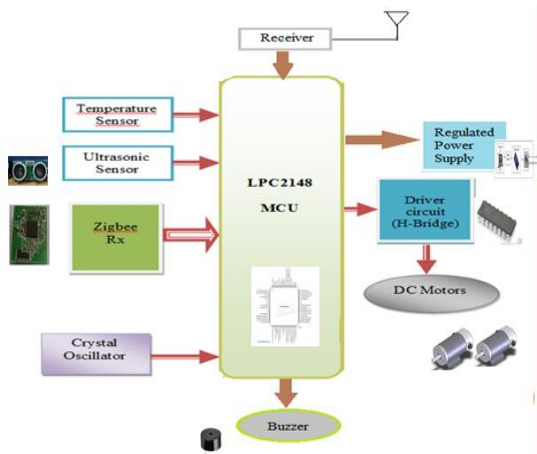 Receiver
Temperature
Sensor
Ultrasonic
Sensor
LPC2148
MCU
Regulated
Power
Supply
Zigbee
Rx
Driver
circuit
(H-Bridge)
DC Motors
Crystal
Oscillator
Buzzer